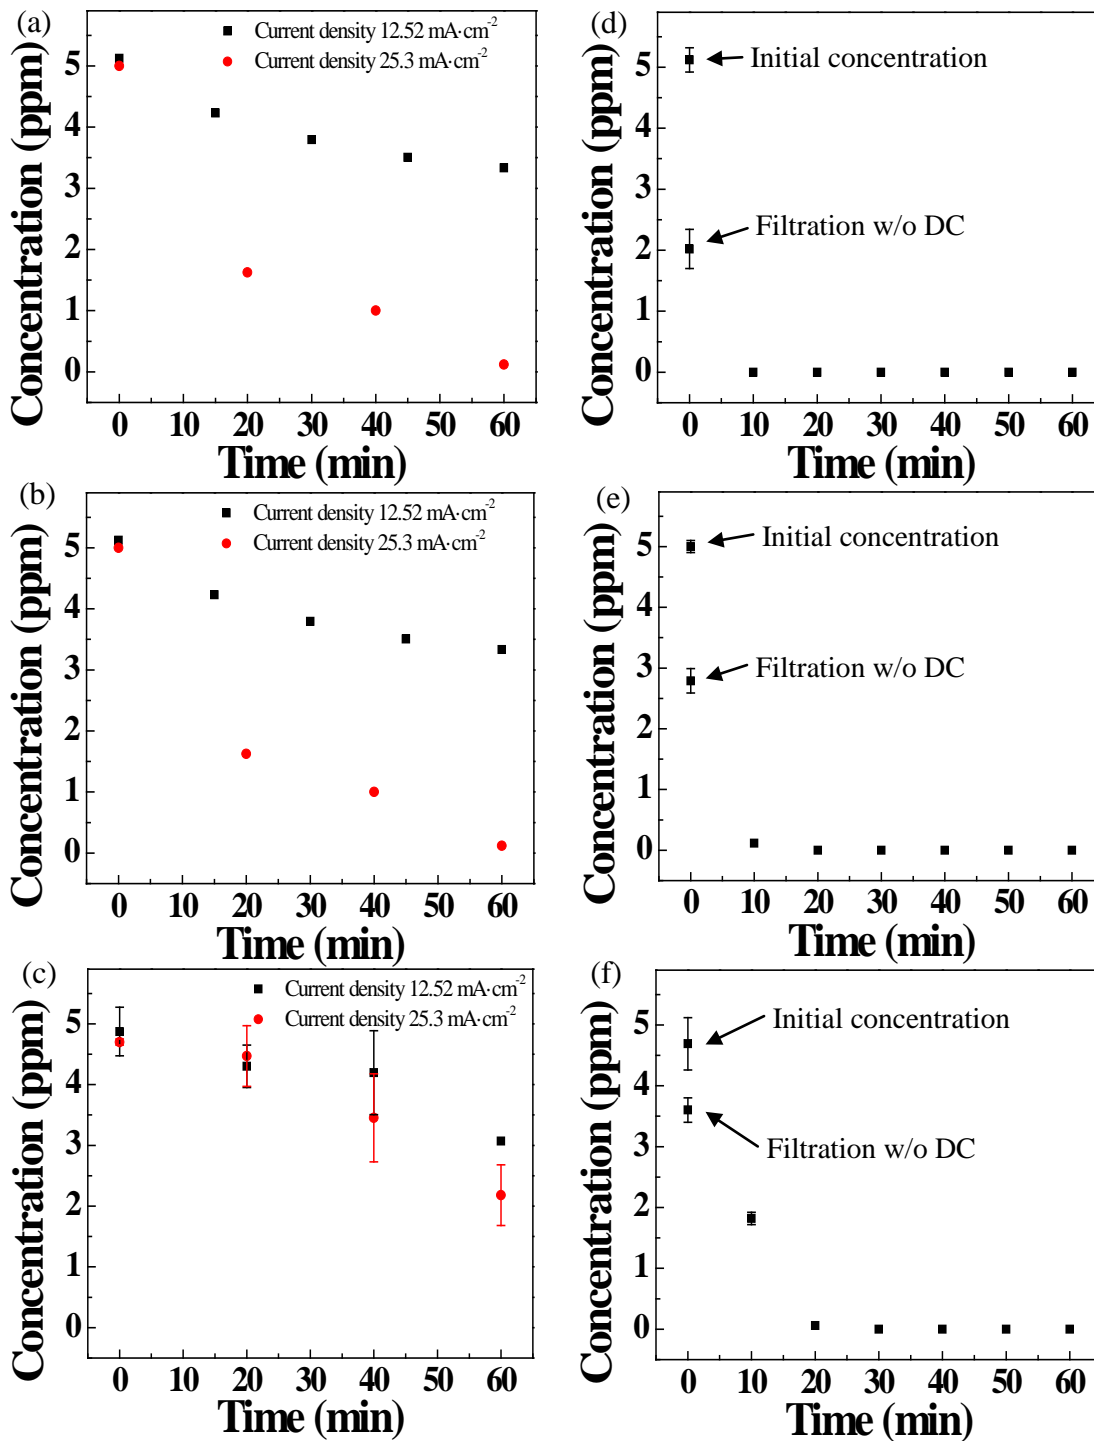 (a)
Current density 12.52 mA·cm-2
Current density 25.3 mA·cm-2
Concentration (ppm)
5
4
3
2
1
0
0 10 20 30 40 50 60
Time (min)
(d)
Initial concentration
Filtration w/o DC
Concentration (ppm)
5
4
3
2
1
0
0 10 20 30 40 50 60
Time (min)
(b)
Current density 12.52 mA·cm-2
Current density 25.3 mA·cm-2
Concentration (ppm)
5
4
3
2
1
0
0 10 20 30 40 50 60
Time (min)
(e)
Initial concentration
Filtration w/o DC
Concentration (ppm)
5
4
3
2
1
0
0 10 20 30 40 50 60
Time (min)
(c)
Current density 12.52 mA·cm-2
Current density 25.3 mA·cm-2
Concentration (ppm)
5
4
3
2
1
0
0 10 20 30 40 50 60
Time (min)
(f)
Initial concentration
Filtration w/o DC
Concentration (ppm)
5
4
3
2
1
0
0 10 20 30 40 50 60
Time (min)